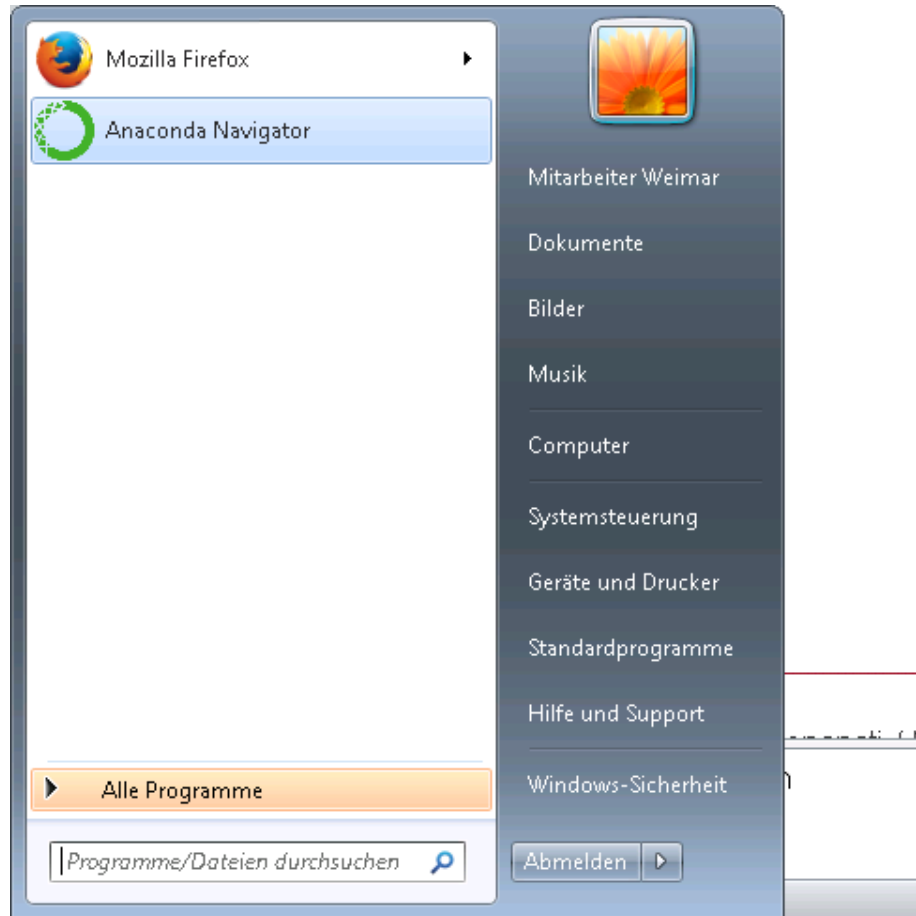 Mozilla Firefox
Anaconda Navigator
Alle Programme
Programme/Dateien durchsuchen
Mitarbeiter Weimar
Dokumente
Bilder
Musik
Computer
Systemsteuerung
Geräte und Drucker
Standardprogramme
Hilfe und Support
Windows-Sicherheit
Abmelden